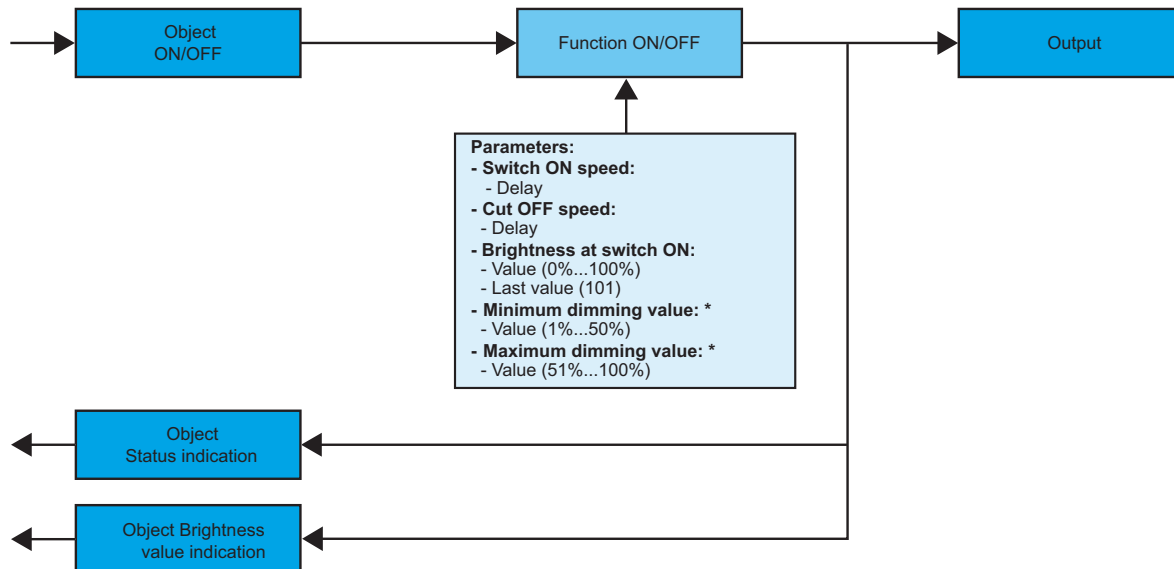 Object
ON/OFF
Function ON/OFF
Output
Parameters:
- Switch ON speed:
- Delay
- Cut OFF speed:
- Delay
- Brightness at switch ON:
- Value (0%...100%)
- Last value (101)
- Minimum dimming value: *
- Value (1%...50%)
- Maximum dimming value: *
- Value (51%...100%)
Object
Status indication
Object Brightness
value indication